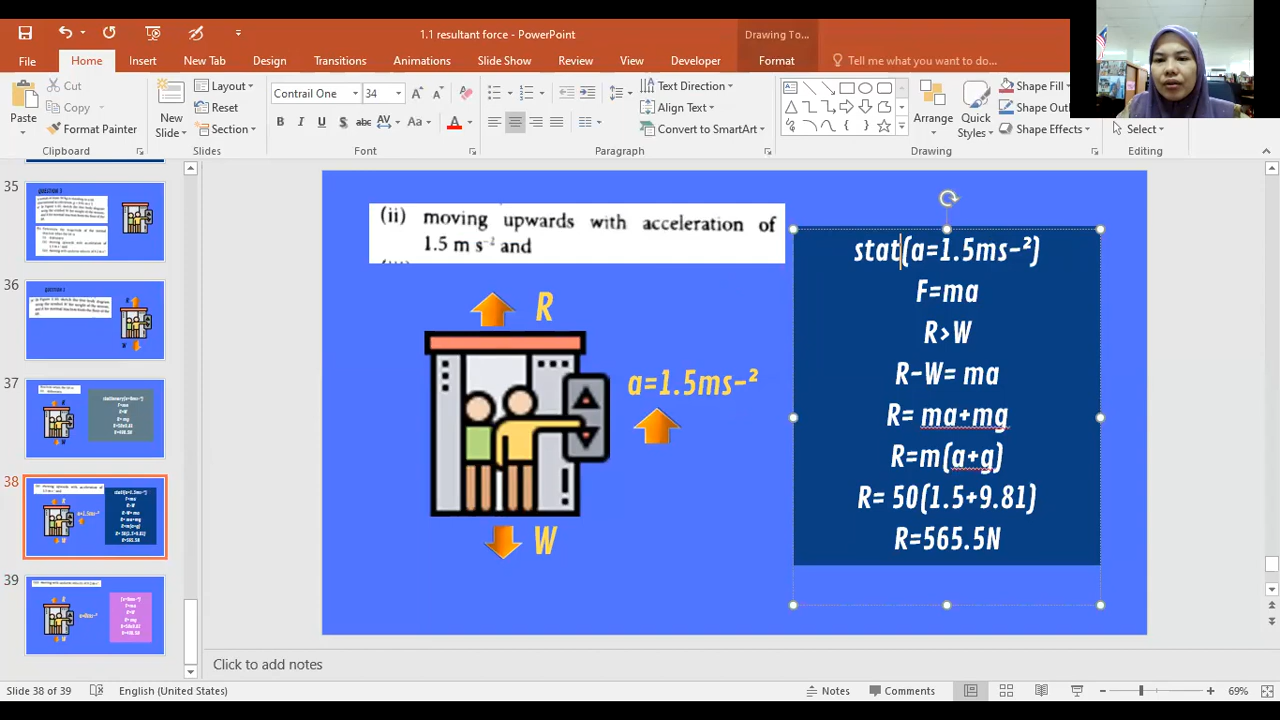 1.1 resultant force - PowerPoint
Drawing To...
File
Home
Insert
New Tab
Design
Transitions
Animations
Slide Show
Review
View
Developer
Format
Tell me what you want to do...
Paste
Cut
Copy
Format Painter
Clipboard
New Slide
Layout
Reset
Section
Slides
Contrail One
34
B I U S abc AV Aa A
Font
Text Direction
Align Text
Convert to SmartArt
Paragraph
Arrange
Quick Styles
Shape Fill
Shape Outl
Shape Effects
Drawing
Select
Editing
35
36
37
38
39
(ii) moving upwards with acceleration of
1.5 m s⁻² and
R
a=1.5ms-²
W
stat(a=1.5ms-²)
F=ma
R>W
R-W= ma
R= ma+mg
R=m(a+g)
R= 50(1.5+9.81)
R=565.5N
Click to add notes
Slide 38 of 39
English (United States)
Notes
Comments
69%